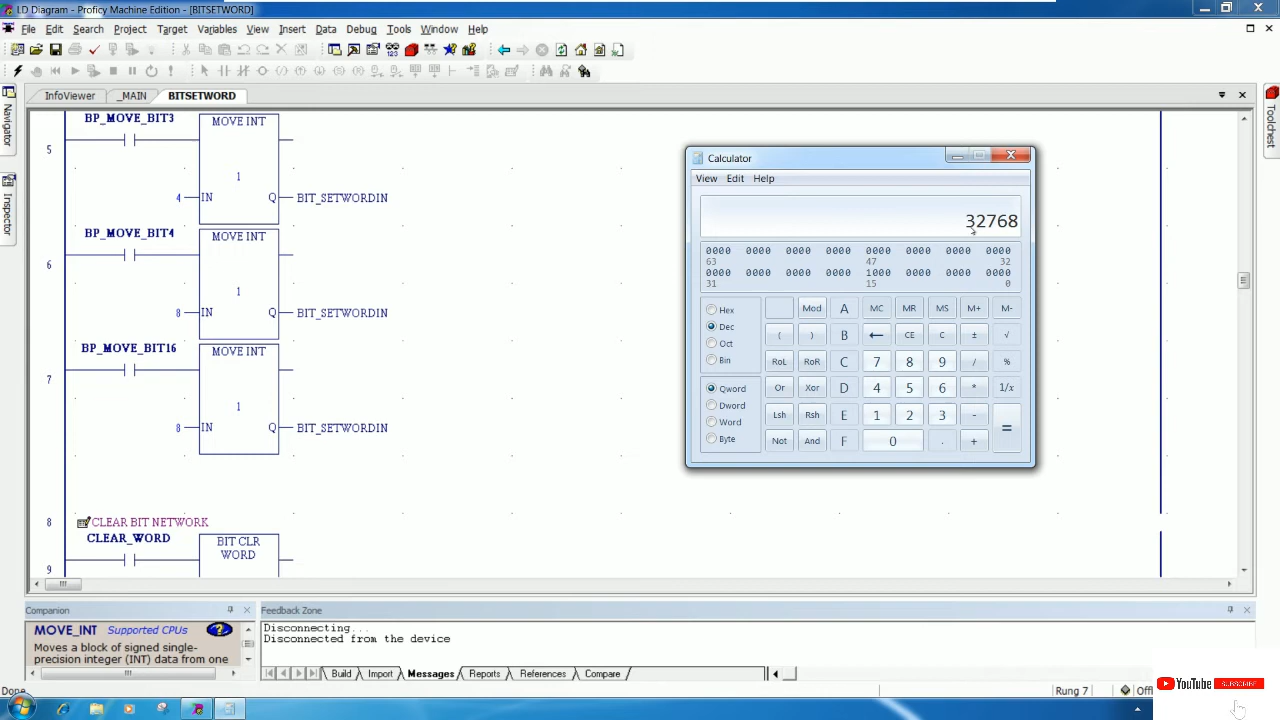 LD Diagram - Proficy Machine Edition - [BITSETWORD]
File Edit Search Project Target Variables View Insert Data Debug Tools Window Help
InfoViewer _MAIN BITSETWORD
Navigator
Inspector
Toolchest
BP_MOVE_BIT3 MOVE INT
5
1
4 IN Q BIT_SETWORDIN
BP_MOVE_BIT4 MOVE INT
6
1
8 IN Q BIT_SETWORDIN
BP_MOVE_BIT16 MOVE INT
7
1
8 IN Q BIT_SETWORDIN
8 CLEAR BIT NETWORK
CLEAR_WORD BIT CLR
WORD
9
Calculator
View Edit Help
32768
0000 0000 0000 0000 0000 0000 0000 0000
63 47 32
0000 0000 0000 0000 1000 0000 0000 0000
31 15 0
Hex Mod A MC MR MS M+ M-
Dec ( ) B ← CE C ± √
Oct
Bin RoL RoR C 7 8 9 / %
Qword Or Xor D 4 5 6 * 1/x
Dword
Word Lsh Rsh E 1 2 3 - =
Byte Not And F 0 . +
Companion
MOVE_INT Supported CPUs
Moves a block of signed single-
precision integer (INT) data from one
Feedback Zone
Disconnecting...
Disconnected from the device
Build Import Messages Reports References Compare
Done
Rung 7
Offl
YouTube SUBSCRIBE